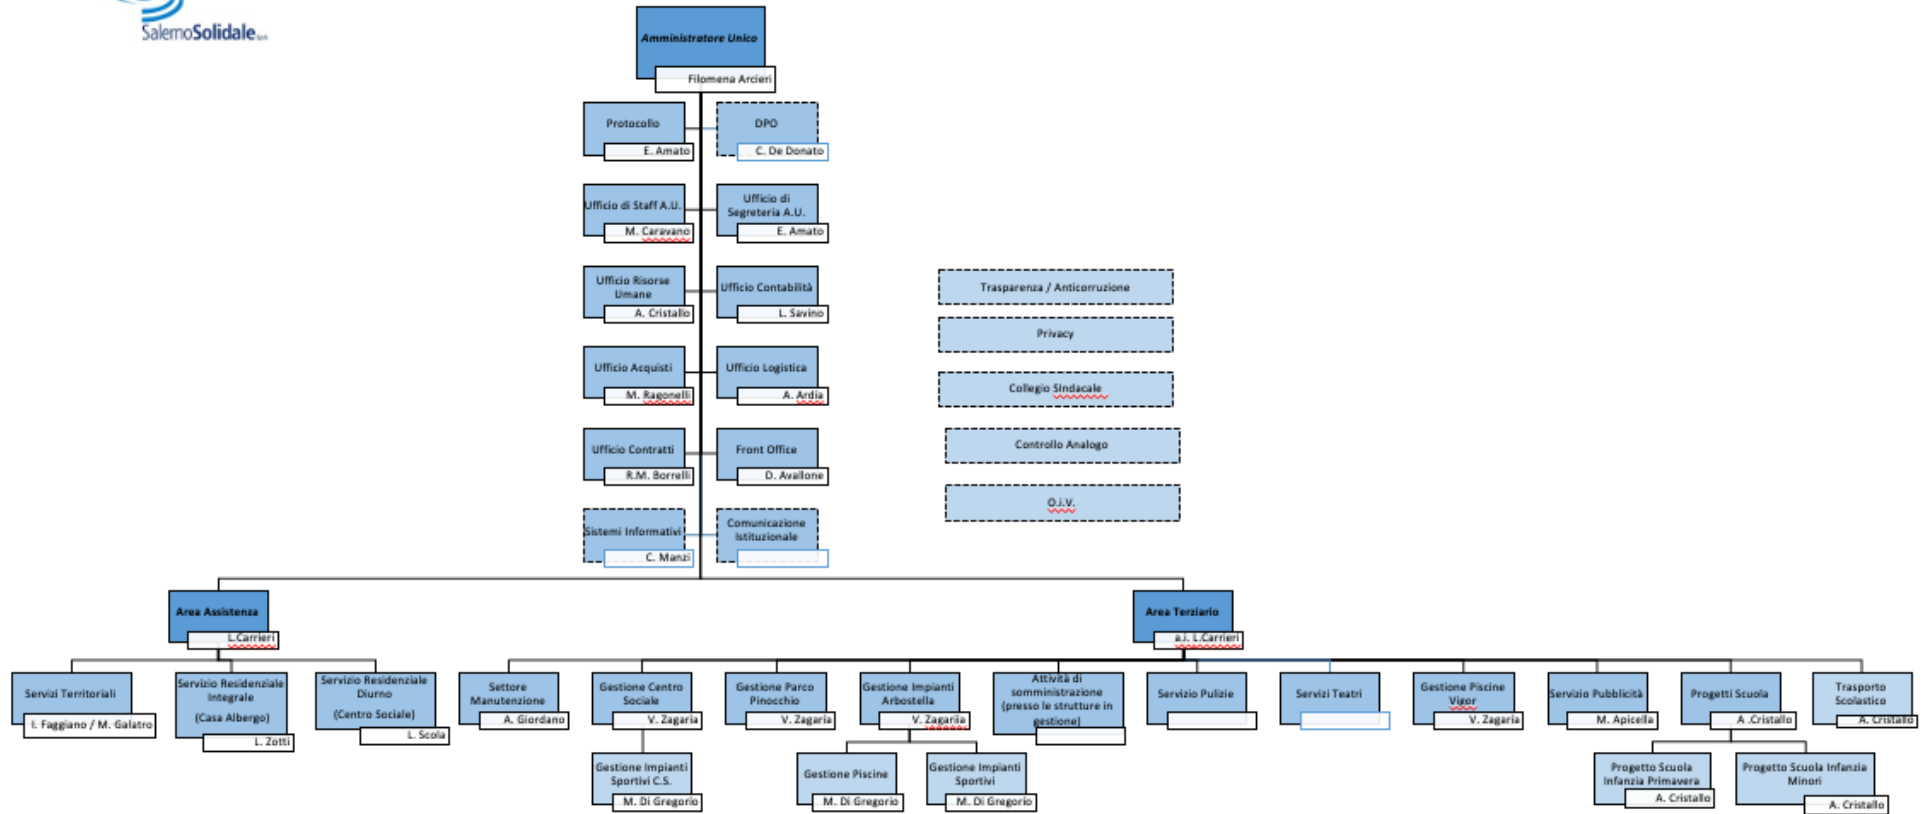 SalernoSolidale
Amministratore Unico
Filomena Arcieri
Protocollo
E. Amato
DPO
C. De Donato
Ufficio di Staff A.U.
M. Caravano
Ufficio di
Segreteria A.U.
E. Amato
Ufficio Risorse
Umane
A. Cristallo
Ufficio Contabilità
L. Savino
Ufficio Acquisti
M. Ragonelli
Ufficio Logistica
A. Ardia
Ufficio Contratti
R.M. Borrelli
Front Office
D. Avallone
Sistemi Informativi
C. Manzi
Comunicazione
Istituzionale
Trasparenza / Anticorruzione
Privacy
Collegio SIndacale
Controllo Analogo
O.i.V.
Area Assistenza
L.Carrieri
Area Terziario
a.i. L.Carrieri
Servizi Territoriali
I. Faggiano / M. Galatro
Servizio Residenziale
Integrale
(Casa Albergo)
L. Zotti
Servizio Residenziale
Diurno
(Centro Sociale)
L. Scola
Settore
Manutenzione
A. Giordano
Gestione Centro
Sociale
V. Zagaria
Gestione Parco
Pinocchio
V. Zagaria
Gestione Impianti
Arbostella
V. Zagariia
Attività di
somministrazione
(presso le strutture in
gestione)
Servizio Pulizie
Servizi Teatri
Gestione Piscine
Vigor
V. Zagaria
Servizio Pubblicità
M. Apicella
Progetti Scuola
A .Cristallo
Trasporto
Scolastico
A. Cristallo
Gestione Impianti
Sportivi C.S.
M. Di Gregorio
Gestione Piscine
M. Di Gregorio
Gestione Impianti
Sportivi
M. Di Gregorio
Progetto Scuola
Infanzia Primavera
A. Cristallo
Progetto Scuola Infanzia
Minori
A. Cristallo